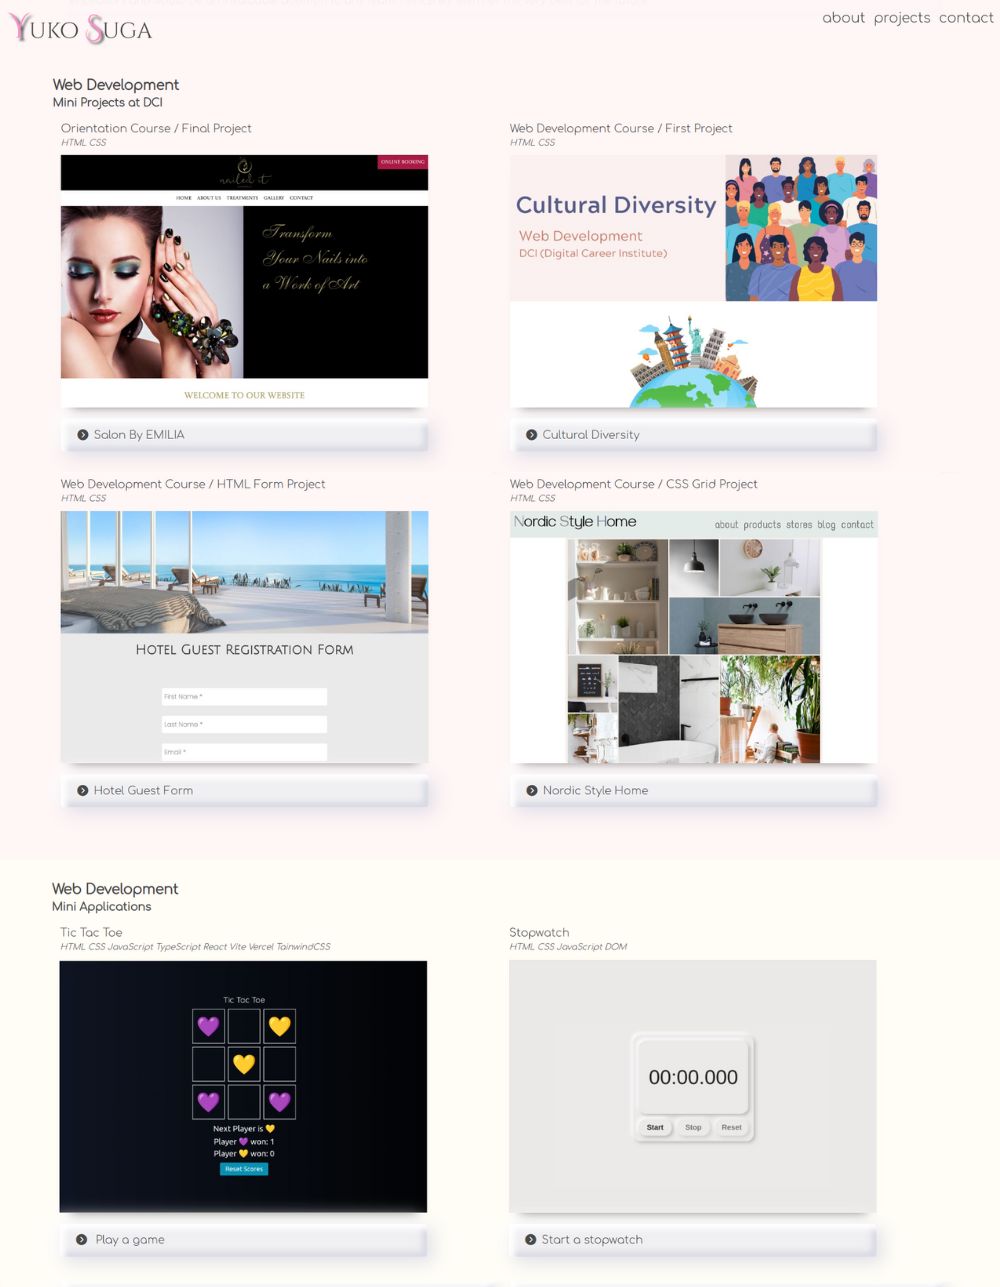 Yuko Suga
about projects contact
Web Development
Mini Projects at DCI
Orientation Course / Final Project
HTML CSS
nailed it
ONLINE BOOKING
HOME ABOUT US TREATMENTS GALLERY CONTACT
Transform
Your Nails into
a Work of Art
WELCOME TO OUR WEBSITE
Salon By EMILIA
Web Development Course / First Project
HTML CSS
Cultural Diversity
Web Development
DCI (Digital Career Institute)
Cultural Diversity
Web Development Course / HTML Form Project
HTML CSS
Hotel Guest Registration Form
First Name *
Last Name *
Email *
Hotel Guest Form
Web Development Course / CSS Grid Project
HTML CSS
Nordic Style Home
about products stores blog contact
Nordic Style Home
Web Development
Mini Applications
Tic Tac Toe
HTML CSS JavaScript TypeScript React Vite Vercel TainwindCSS
Tic Tac Toe
Next Player is 💛
Player 💜 won: 1
Player 💛 won: 0
Reset Scores
Play a game
Stopwatch
HTML CSS JavaScript DOM
00:00.000
Start Stop Reset
Start a stopwatch